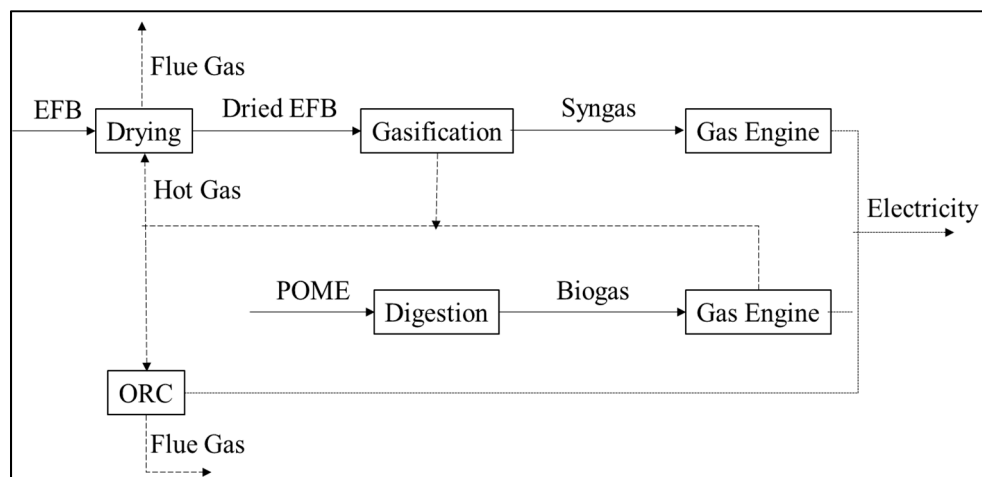 Flue Gas
EFB
Dried EFB
Syngas
Drying
Gasification
Gas Engine
Hot Gas
Electricity
POME
Biogas
Digestion
Gas Engine
ORC
Flue Gas